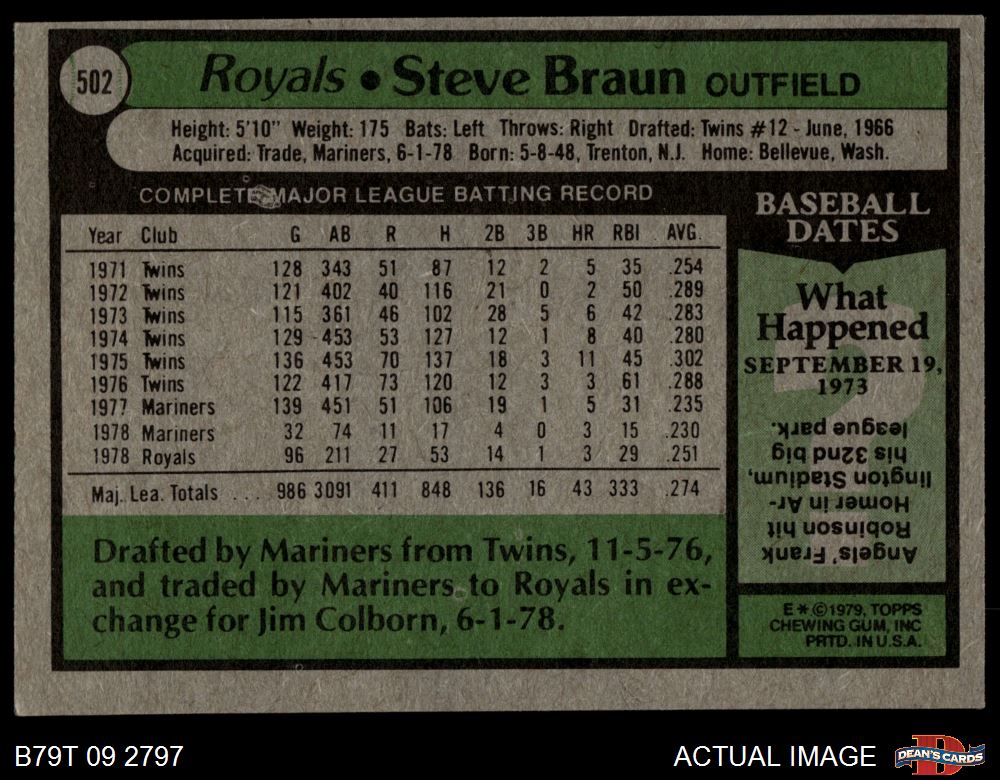 502
Royals • Steve Braun OUTFIELD
Height: 5'10" Weight: 175 Bats: Left Throws: Right Drafted: Twins #12 - June, 1966
Acquired: Trade, Mariners, 6-1-78 Born: 5-8-48, Trenton, N.J. Home: Bellevue, Wash.
COMPLETE MAJOR LEAGUE BATTING RECORD
Year Club G AB R H 2B 3B HR RBI AVG.
1971 Twins 128 343 51 87 12 2 5 35 .254
1972 Twins 121 402 40 116 21 0 2 50 .289
1973 Twins 115 361 46 102 28 5 6 42 .283
1974 Twins 129 453 53 127 12 1 8 40 .280
1975 Twins 136 453 70 137 18 3 11 45 .302
1976 Twins 122 417 73 120 12 3 3 61 .288
1977 Mariners 139 451 51 106 19 1 5 31 .235
1978 Mariners 32 74 11 17 4 0 3 15 .230
1978 Royals 96 211 27 53 14 1 3 29 .251
Maj. Lea. Totals ... 986 3091 411 848 136 16 43 333 .274
Drafted by Mariners from Twins, 11-5-76,
and traded by Mariners to Royals in ex-
change for Jim Colborn, 6-1-78.
BASEBALL
DATES
What
Happened
SEPTEMBER 19,
1973
Angels' Frank
Robinson hit
Homer in Ar-
lington Stadium,
his 32nd big
league park.
E * © 1979, TOPPS
CHEWING GUM, INC
PRTD. IN U.S.A.
B79T 09 2797
ACTUAL IMAGE
DEAN'S CARDS